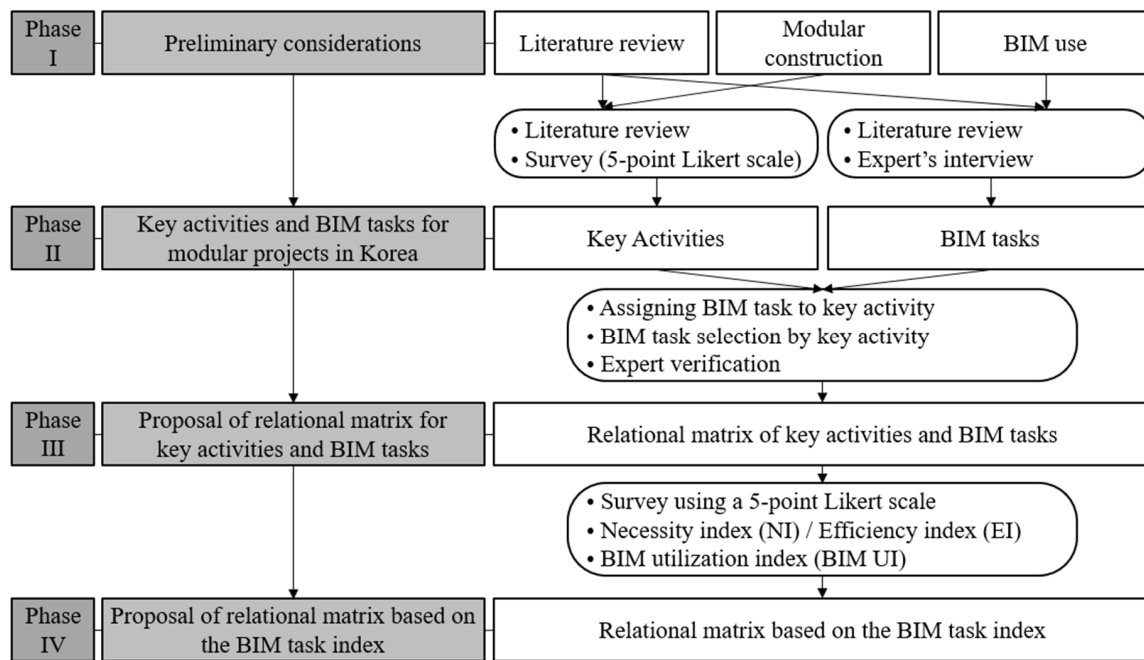 Phase
I
Preliminary considerations
Literature review
Modular
construction
BIM use
• Literature review
• Survey (5-point Likert scale)
• Literature review
• Expert’s interview
Phase
II
Key activities and BIM tasks for
modular projects in Korea
Key Activities
BIM tasks
• Assigning BIM task to key activity
• BIM task selection by key activity
• Expert verification
Phase
III
Proposal of relational matrix for
key activities and BIM tasks
Relational matrix of key activities and BIM tasks
• Survey using a 5-point Likert scale
• Necessity index (NI) / Efficiency index (EI)
• BIM utilization index (BIM UI)
Phase
IV
Proposal of relational matrix based on
the BIM task index
Relational matrix based on the BIM task index